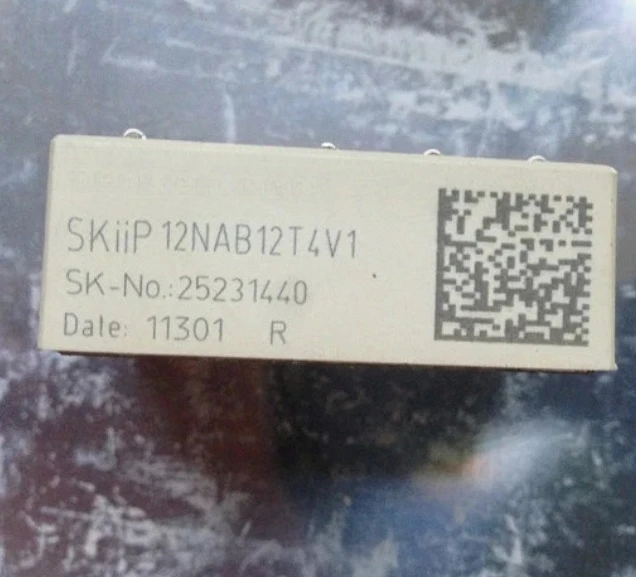 SKiiP 12NAB12T4V1
SK-No.:25231440
Date: 11301 R